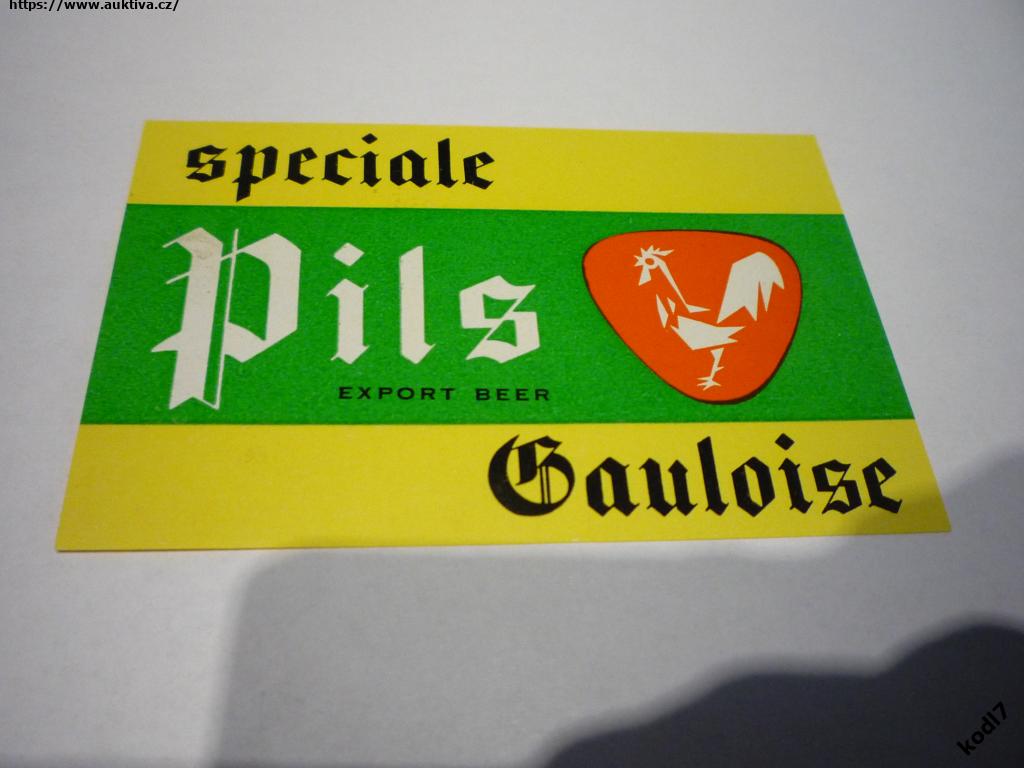 https://www.auktiva.cz/
speciale
Pils
EXPORT BEER
Gauloise
kodl7